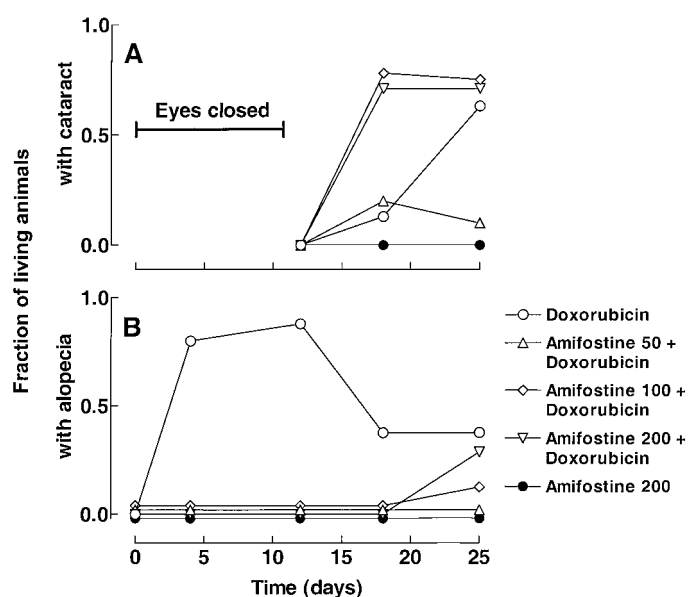 1.0
A
Eyes closed
0.5
0.0
with cataract
Fraction of living animals
1.0
B
0.5
0.0
with alopecia
0 5 10 15 20 25
Time (days)
Doxorubicin
Amifostine 50 +
Doxorubicin
Amifostine 100 +
Doxorubicin
Amifostine 200 +
Doxorubicin
Amifostine 200